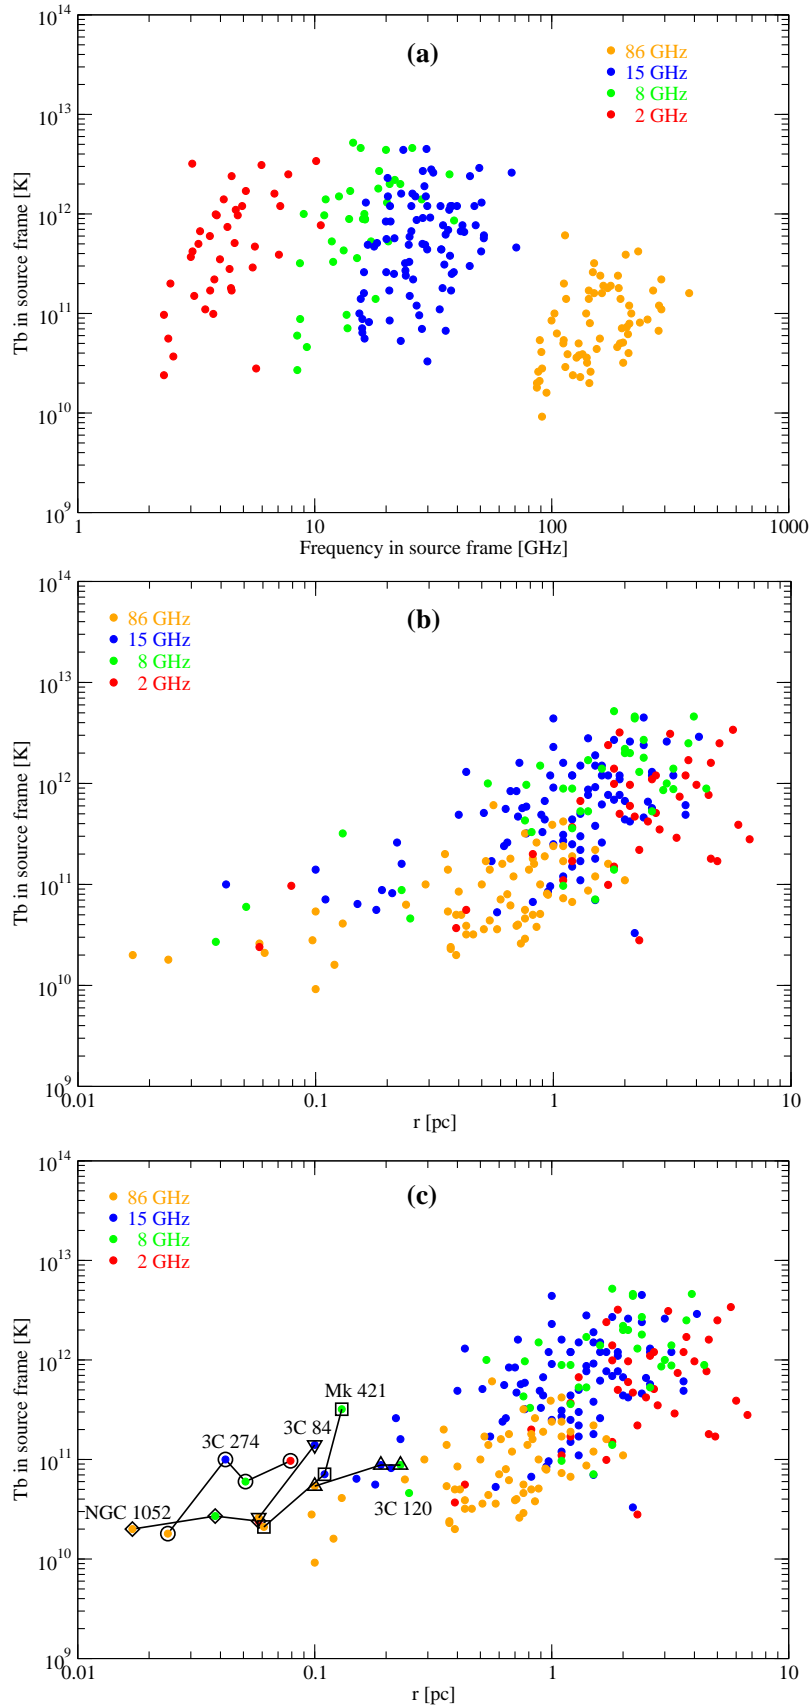 (a)
86 GHz
15 GHz
8 GHz
2 GHz
10^14
10^13
10^12
10^11
10^10
10^9
Tb in source frame [K]
1 10 100 1000
Frequency in source frame [GHz]
(b)
86 GHz
15 GHz
8 GHz
2 GHz
10^14
10^13
10^12
10^11
10^10
10^9
Tb in source frame [K]
0.01 0.1 1 10
r [pc]
(c)
86 GHz
15 GHz
8 GHz
2 GHz
10^14
10^13
10^12
10^11
10^10
10^9
Tb in source frame [K]
Mk 421
3C 84
3C 274
3C 120
NGC 1052
0.01 0.1 1 10
r [pc]